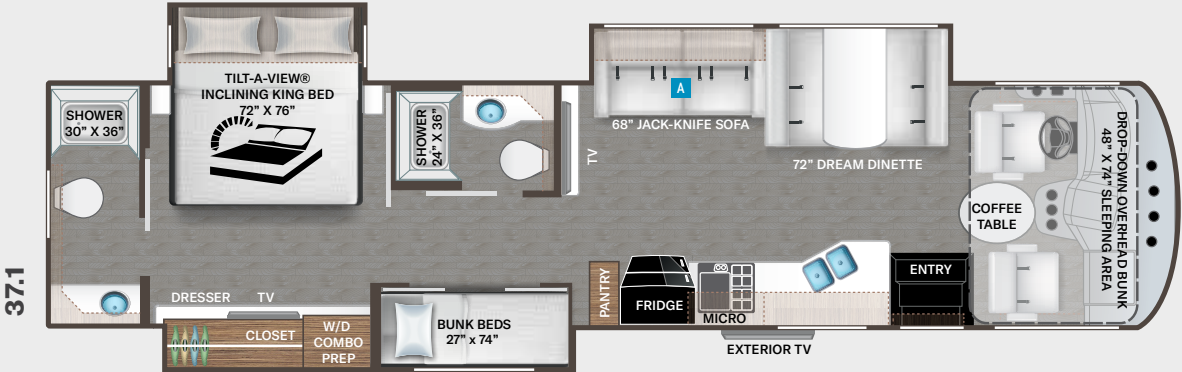 37.1
SHOWER
30" X 36"
TILT-A-VIEW®
INCLINING KING BED
72" X 76"
SHOWER
24" X 36"
TV
A
68" JACK-KNIFE SOFA
72" DREAM DINETTE
DROP-DOWN OVERHEAD BUNK
48" X 74" SLEEPING AREA
COFFEE
TABLE
DRESSER
TV
CLOSET
W/D
COMBO
PREP
BUNK BEDS
27" x 74"
PANTRY
FRIDGE
MICRO
ENTRY
EXTERIOR TV